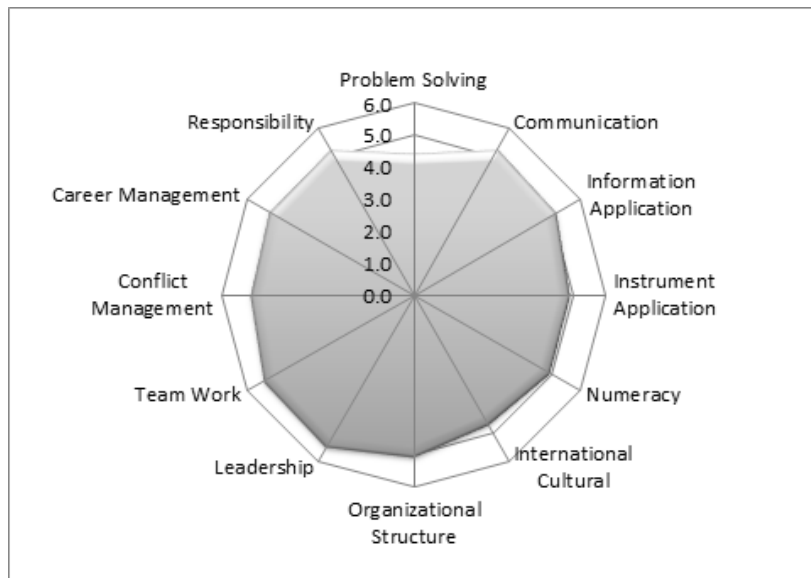 Problem Solving
6.0
Responsibility
Communication
5.0
4.0
Career Management
Information
Application
3.0
2.0
1.0
Conflict
Management
0.0
Instrument
Application
Team Work
Numeracy
Leadership
International
Cultural
Organizational
Structure